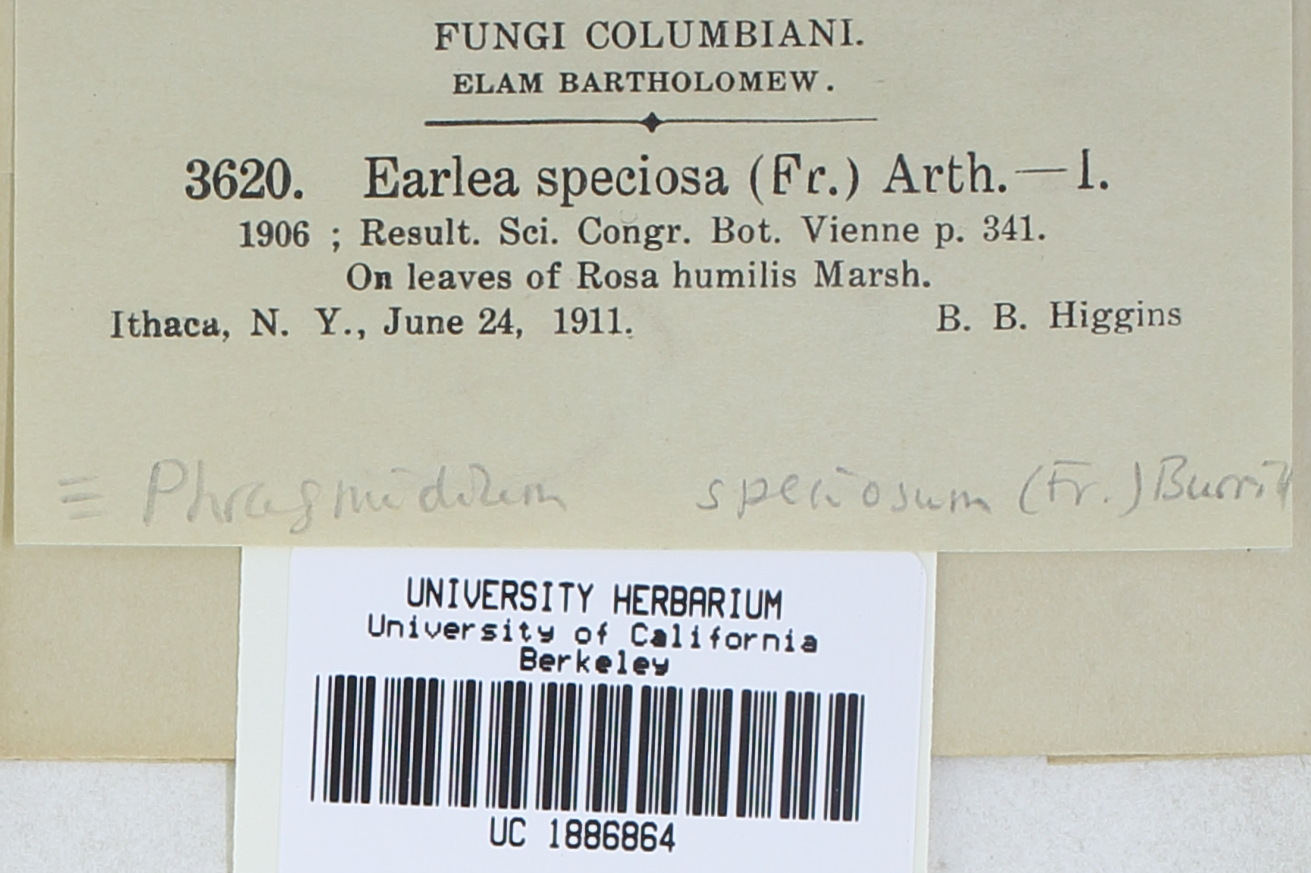 FUNGI COLUMBIANI.
ELAM BARTHOLOMEW.
3620. Earlea speciosa (Fr.) Arth.—I.
1906 ; Result. Sci. Congr. Bot. Vienne p. 341.
On leaves of Rosa humilis Marsh.
Ithaca, N. Y., June 24, 1911. B. B. Higgins
≡ Phragmidium speciosum (Fr.) Burrill
UNIVERSITY HERBARIUM
University of California
Berkeley
UC 1886864